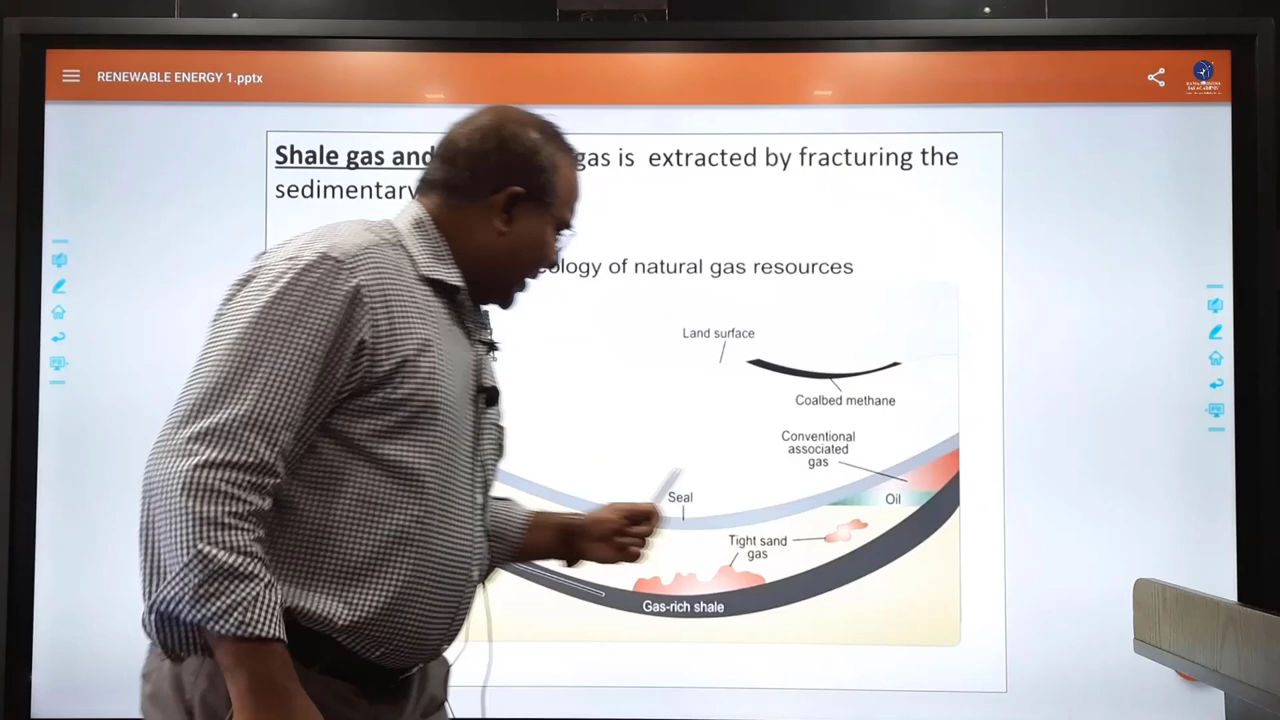 RENEWABLE ENERGY 1.pptx
Shale gas and gas is extracted by fracturing the
sedimentary
ology of natural gas resources
Land surface
Coalbed methane
Conventional
associated
gas
Oil
Seal
Tight sand
gas
Gas-rich shale